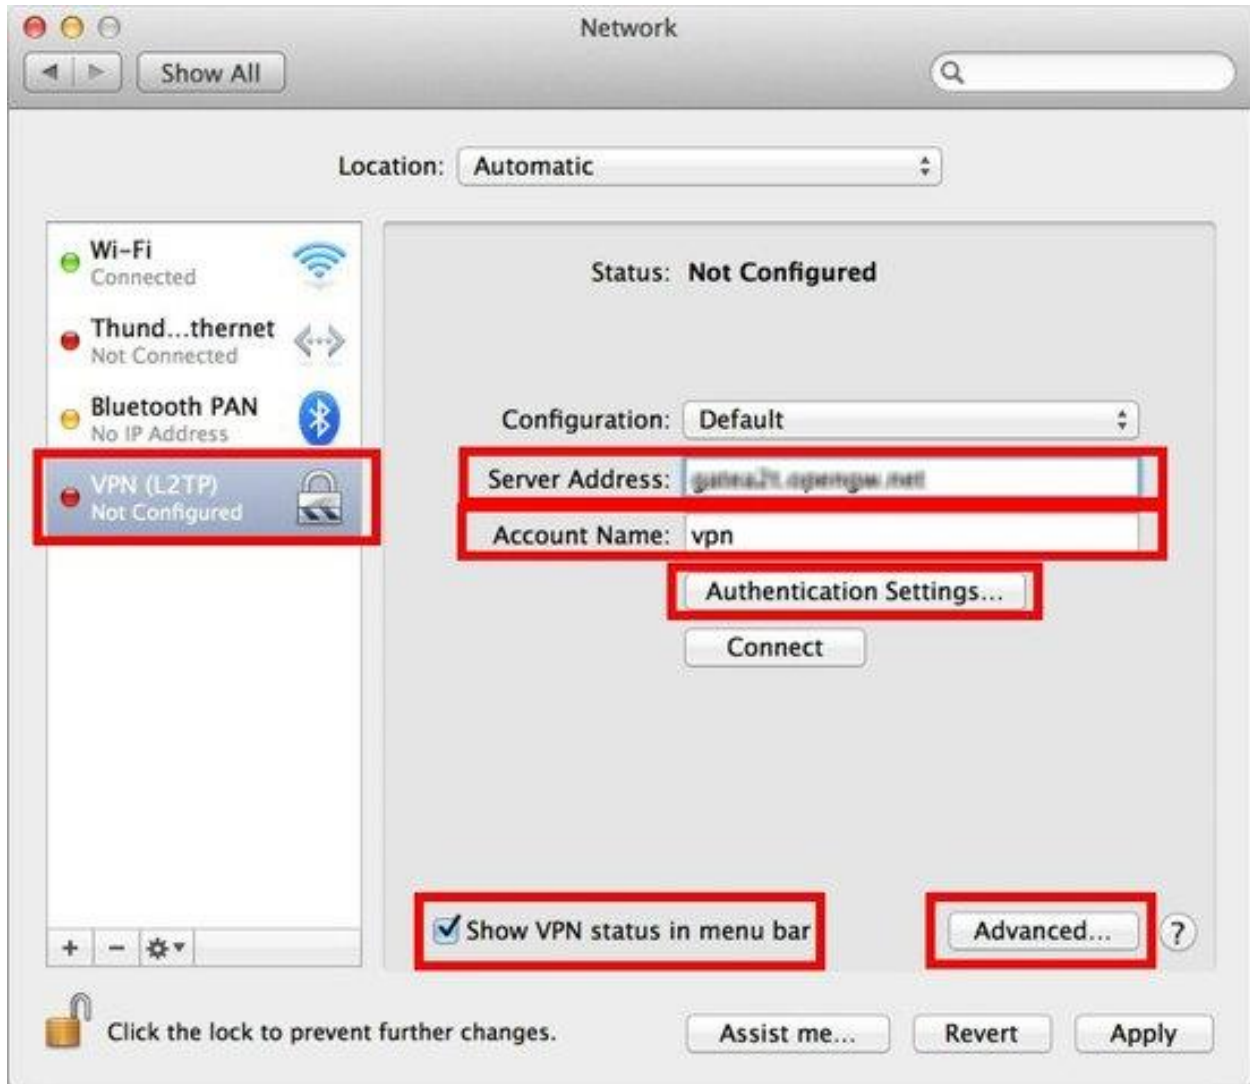 Network
Show All
Location: Automatic
Wi-Fi
Connected
Thund...thernet
Not Connected
Bluetooth PAN
No IP Address
VPN (L2TP)
Not Configured
Status: Not Configured
Configuration: Default
Server Address:
Account Name: vpn
Authentication Settings...
Connect
Show VPN status in menu bar
Advanced...
?
Click the lock to prevent further changes.
Assist me...
Revert
Apply